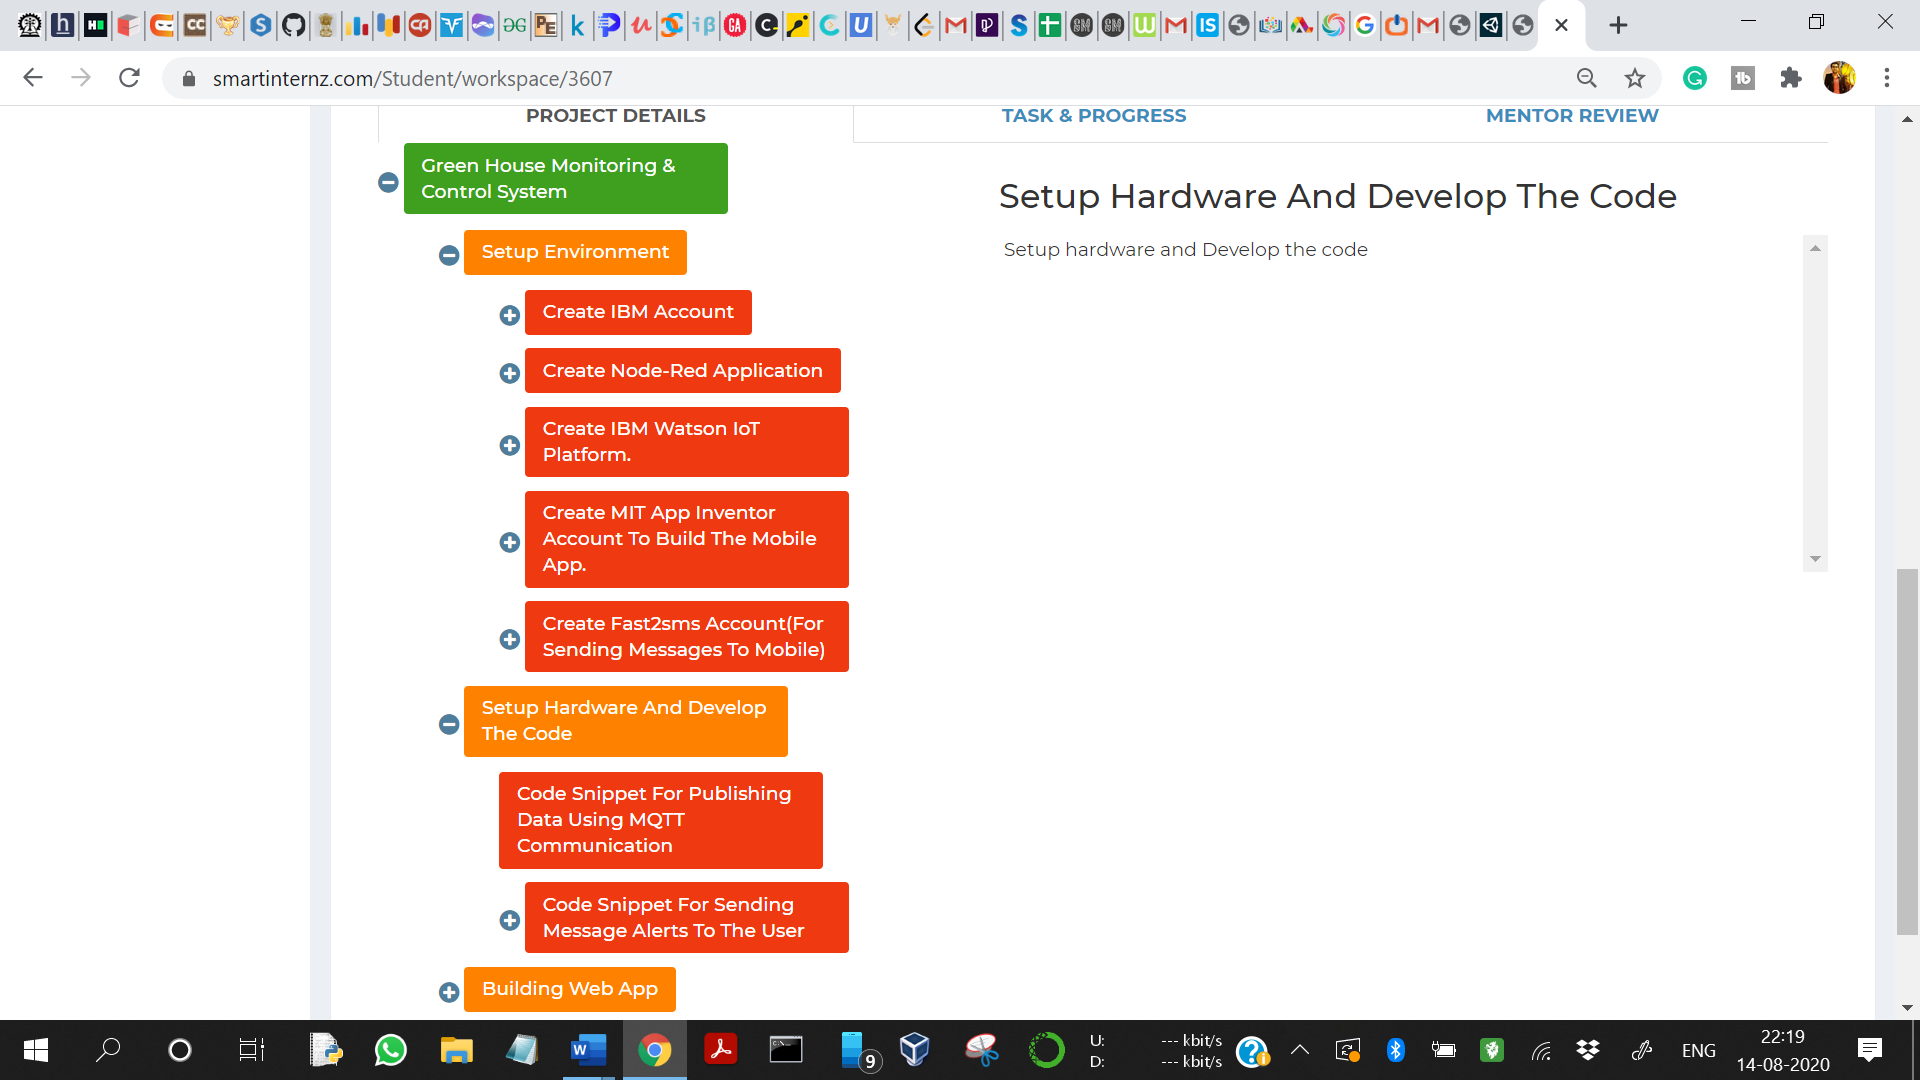 smartinternz.com/Student/workspace/3607
PROJECT DETAILS
TASK & PROGRESS
MENTOR REVIEW
Green House Monitoring &
Control System
Setup Environment
Create IBM Account
Create Node-Red Application
Create IBM Watson IoT
Platform.
Create MIT App Inventor
Account To Build The Mobile
App.
Create Fast2sms Account(For
Sending Messages To Mobile)
Setup Hardware And Develop
The Code
Code Snippet For Publishing
Data Using MQTT
Communication
Code Snippet For Sending
Message Alerts To The User
Building Web App
Setup Hardware And Develop The Code
Setup hardware and Develop the code
9
U: --- kbit/s
D: --- kbit/s
ENG
22:19
14-08-2020